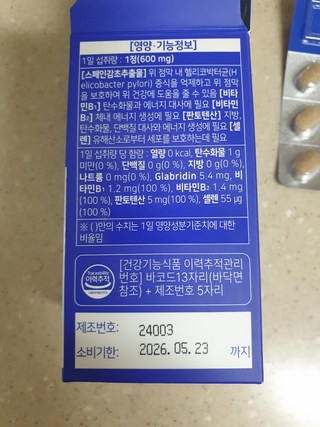 [영양·기능정보]
1일 섭취량 : 1정(600 mg)
[스페인감초추출물] 위 점막 내 헬리코박터균(H
elicobacter pylori) 증식을 억제하고 위 점막
을 보호하여 위 건강에 도움을 줄 수 있음 [비타
민B₁] 탄수화물과 에너지 대사에 필요 [비타민
B₂] 체내 에너지 생성에 필요 [판토텐산] 지방,
탄수화물, 단백질 대사와 에너지 생성에 필요 [셀
렌] 유해산소로부터 세포를 보호하는데 필요
1일 섭취량 당 함량 · 열량 0 kcal, 탄수화물 1 g
미만(0 %), 단백질 0 g(0 %), 지방 0 g(0 %),
나트륨 0 mg(0 %), Glabridin 5.4 mg, 비
타민B₁ 1.2 mg(100 %), 비타민B₂ 1.4 mg
(100 %), 판토텐산 5 mg(100 %), 셀렌 55 μg
(100 %)
※ ( )안의 수치는 1일 영양성분기준치에 대한
비율임
Traceability
이력추적
[건강기능식품 이력추적관리
번호] 바코드13자리(바닥면
참조) + 제조번호 5자리
제조번호: 24003
소비기한: 2026.05.23 까지